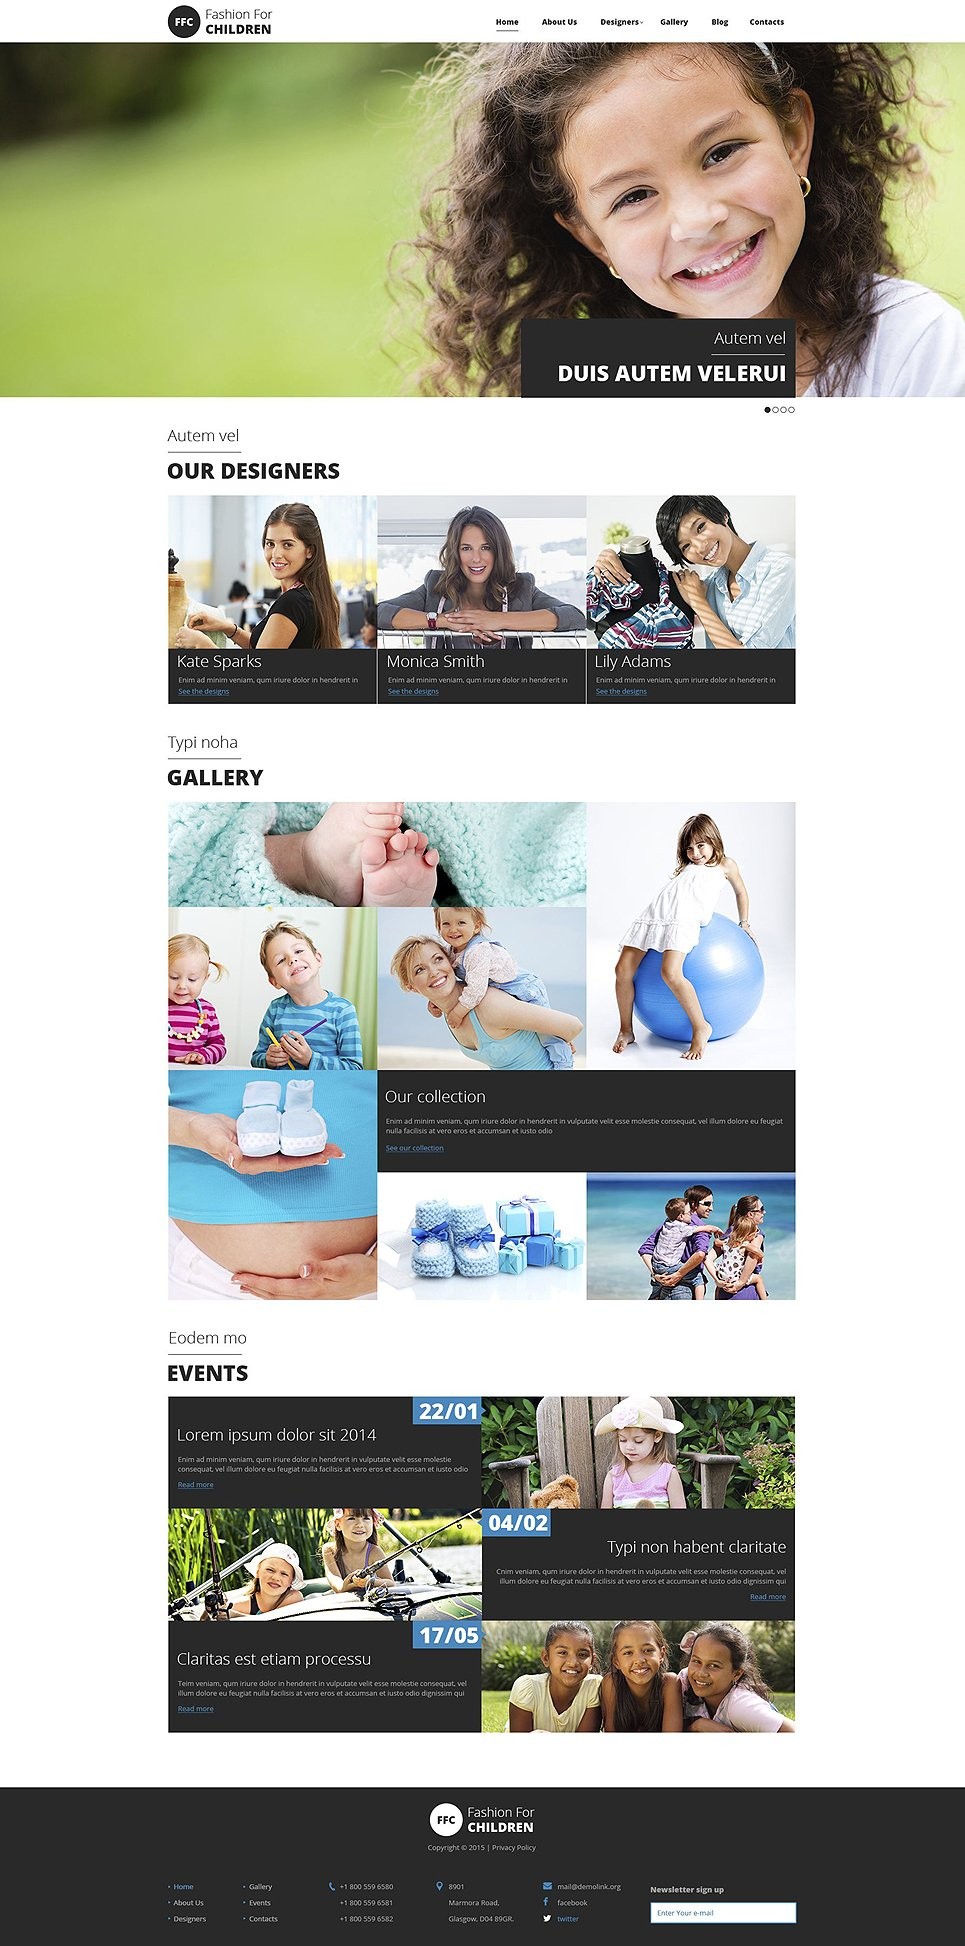 FFC
Fashion For
CHILDREN
Home About Us Designers Gallery Blog Contacts
Autem vel
DUIS AUTEM VELERUI
Autem vel
OUR DESIGNERS
Kate Sparks
Enim ad minim veniam, qum iriure dolor in hendrerit in
See the designs
Monica Smith
Enim ad minim veniam, qum iriure dolor in hendrerit in
See the designs
Lily Adams
Enim ad minim veniam, qum iriure dolor in hendrerit in
See the designs
Typi noha
GALLERY
Our collection
Enim ad minim veniam, qum iriure dolor in hendrerit in vulputate velit esse molestie consequat, vel illum dolore eu feugiat
nulla facilisis at vero eros et accumsan et iusto odio
See our collection
Eodem mo
EVENTS
22/01
Lorem ipsum dolor sit 2014
Enim ad minim veniam, qum iriure dolor in hendrerit in vulputate velit esse molestie
consequat, vel illum dolore eu feugiat nulla facilisis at vero eros et accumsan et iusto odio
Read more
04/02
Typi non habent claritate
Cnim veniam, qum iriure dolor in hendrerit in vulputate velit esse molestie consequat, vel
illum dolore eu feugiat nulla facilisis at vero eros et accumsan et iusto odio dignissim qui
Read more
17/05
Claritas est etiam processu
Teim veniam, qum iriure dolor in hendrerit in vulputate velit esse molestie consequat, vel
illum dolore eu feugiat nulla facilisis at vero eros et accumsan et iusto odio dignissim qui
Read more
FFC
Fashion For
CHILDREN
Copyright © 2015 | Privacy Policy
Home
About Us
Designers
Gallery
Events
Contacts
+1 800 559 6580
+1 800 559 6581
+1 800 559 6582
8901
Marmora Road,
Glasgow, D04 89GR.
mail@demolink.org
facebook
twitter
Newsletter sign up
Enter Your e-mail